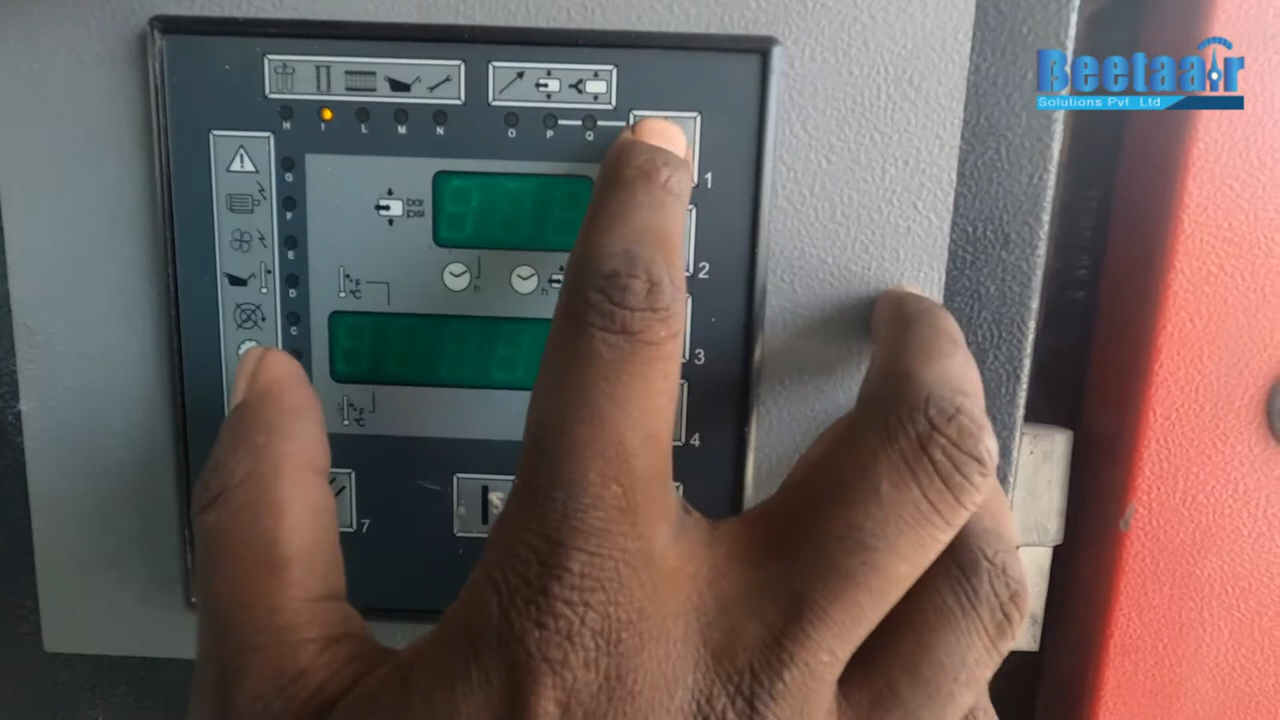 Beetaair
Solutions Pvt. Ltd
H I L M N O P Q
G
F
E
D
C
1
2
3
4
7
bar
psi
h
h
°F
°C
°F
°C